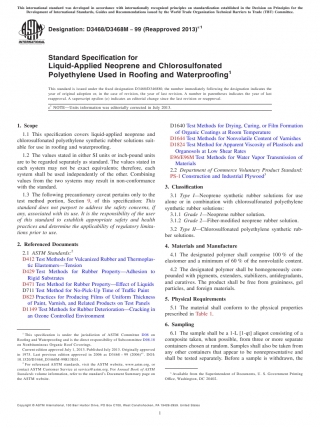 This international standard was developed in accordance with internationally recognized principles on standardization established in the Decision on Principles for the
Development of International Standards, Guides and Recommendations issued by the World Trade Organization Technical Barriers to Trade (TBT) Committee.
Designation: D3468/D3468M − 99 (Reapproved 2013)ε1
Standard Specification for
Liquid-Applied Neoprene and Chlorosulfonated
Polyethylene Used in Roofing and Waterproofing1
This standard is issued under the fixed designation D3468/D3468M; the number immediately following the designation indicates the
year of original adoption or, in the case of revision, the year of last revision. A number in parentheses indicates the year of last
reapproval. A superscript epsilon (ε) indicates an editorial change since the last revision or reapproval.
ε1 NOTE—Units information was editorially corrected in July 2013.
1. Scope
1.1 This specification covers liquid-applied neoprene and
chlorosulfonated polyethylene synthetic rubber solutions suit-
able for use in roofing and waterproofing.
1.2 The values stated in either SI units or inch-pound units
are to be regarded separately as standard. The values stated in
each system may not be exact equivalents; therefore, each
system shall be used independently of the other. Combining
values from the two systems may result in non-conformance
with the standard.
1.3 The following precautionary caveat pertains only to the
test method portion, Section 9, of this specification: This
standard does not purport to address the safety concerns, if
any, associated with its use. It is the responsibility of the user
of this standard to establish appropriate safety and health
practices and determine the applicability of regulatory limita-
tions prior to use.
2. Referenced Documents
2.1 ASTM Standards:2
D412 Test Methods for Vulcanized Rubber and Thermoplas-
tic Elastomers—Tension
D429 Test Methods for Rubber Property—Adhesion to
Rigid Substrates
D471 Test Method for Rubber Property—Effect of Liquids
D711 Test Method for No-Pick-Up Time of Traffic Paint
D823 Practices for Producing Films of Uniform Thickness
of Paint, Varnish, and Related Products on Test Panels
D1149 Test Methods for Rubber Deterioration—Cracking in
an Ozone Controlled Environment
D1640 Test Methods for Drying, Curing, or Film Formation
of Organic Coatings at Room Temperature
D1644 Test Methods for Nonvolatile Content of Varnishes
D1824 Test Method for Apparent Viscosity of Plastisols and
Organosols at Low Shear Rates
E96/E96M Test Methods for Water Vapor Transmission of
Materials
2.2 Department of Commerce Voluntary Product Standard:
PS-1 Construction and Industrial Plywood3
3. Classification
3.1 Type I—Neoprene synthetic rubber solutions for use
alone or in combination with chlorosulfonated polyethylene
synthetic rubber solutions:
3.1.1 Grade 1—Neoprene rubber solution.
3.1.2 Grade 2—Fiber-modified neoprene rubber solution.
3.2 Type II—Chlorosulfonated polyethylene synthetic rub-
ber solutions.
4. Materials and Manufacture
4.1 The designated polymer shall comprise 100 % of the
elastomer and a minimum of 60 % of the nonvolatile content.
4.2 The designated polymer shall be homogeneously com-
pounded with pigments, extenders, stabilizers, antidegradants,
and curatives. The product shall be free from graininess, gel
particles, and foreign materials.
5. Physical Requirements
5.1 The material shall conform to the physical properties
prescribed in Table 1.
6. Sampling
6.1 The sample shall be a 1-L [1-qt] aliquot consisting of a
composite taken, when possible, from three or more separate
containers chosen at random. Samples shall also be taken from
any other containers that appear to be nonrepresentative and
shall be tested separately. Before a sample is withdrawn, the
1 This specification is under the jurisdiction of ASTM Committee D08 on
Roofing and Waterproofing and is the direct responsibility of Subcommittee D08.18
on Nonbituminous Organic Roof Coverings.
Current edition approved July 1, 2013. Published July 2013. Originally approved
in 1975. Last previous edition approved in 2006 as D3468 – 99 (2006)ε1. DOI:
10.1520/D3468_D3468M-99R13E01.
2 For referenced ASTM standards, visit the ASTM website, www.astm.org, or
contact ASTM Customer Service at service@astm.org. For Annual Book of ASTM
Standards volume information, refer to the standard's Document Summary page on
the ASTM website.
3 Available from the Superintendent of Documents, U. S. Government Printing
Office, Washington, DC 20402.
Copyright © ASTM International, 100 Barr Harbor Drive, PO Box C700, West Conshohocken, PA 19428-2959. United States
1